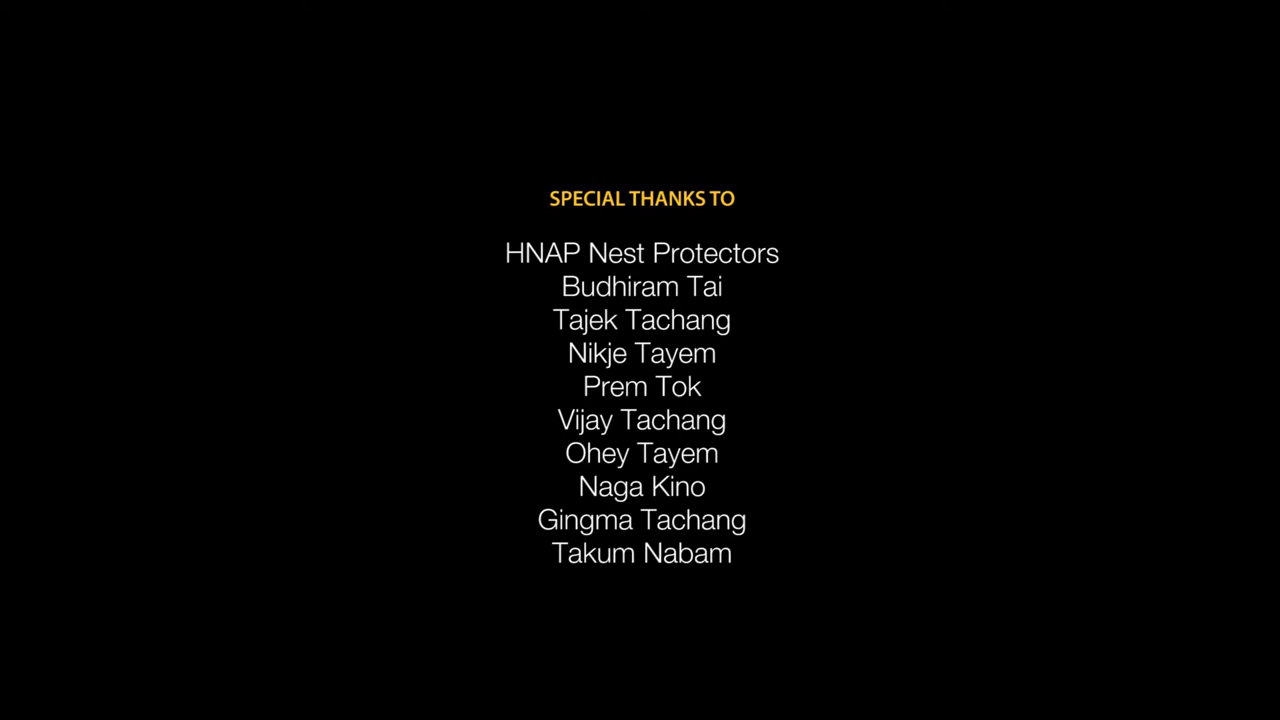 SPECIAL THANKS TO
HNAP Nest Protectors
Budhiram Tai
Tajek Tachang
Nikje Tayem
Prem Tok
Vijay Tachang
Ohey Tayem
Naga Kino
Gingma Tachang
Takum Nabam